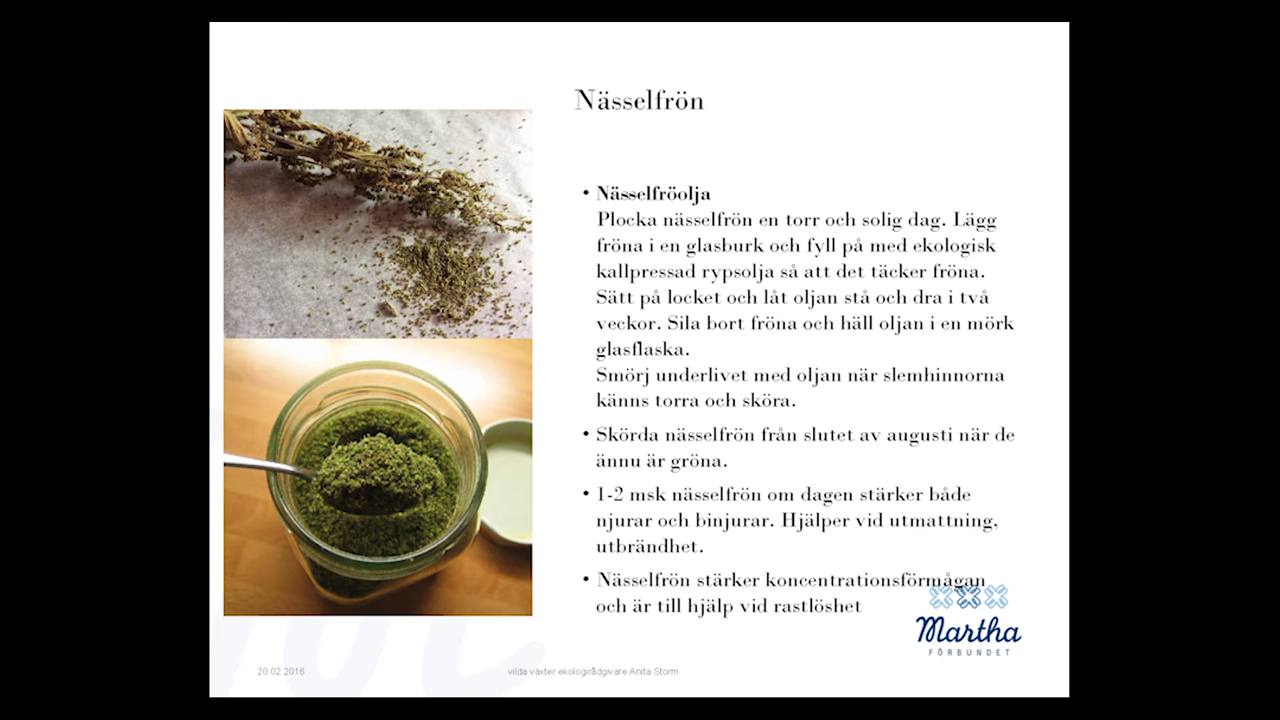 Nässelfrön
• Nässelfröolja
Plocka nässelfrön en torr och solig dag. Lägg
fröna i en glasburk och fyll på med ekologisk
kallpressad rypsolja så att det täcker fröna.
Sätt på locket och låt oljan stå och dra i två
veckor. Sila bort fröna och häll oljan i en mörk
glasflaska.
Smörj underlivet med oljan när slemhinnorna
känns torra och sköra.
• Skörda nässelfrön från slutet av augusti när de
ännu är gröna.
• 1-2 msk nässelfrön om dagen stärker både
njurar och binjurar. Hjälper vid utmattning,
utbrändhet.
• Nässelfrön stärker koncentrationsförmågan
och är till hjälp vid rastlöshet
Martha
FÖRBUNDET
20.02.2016
vilda växter ekologirådgivare Anita Storm